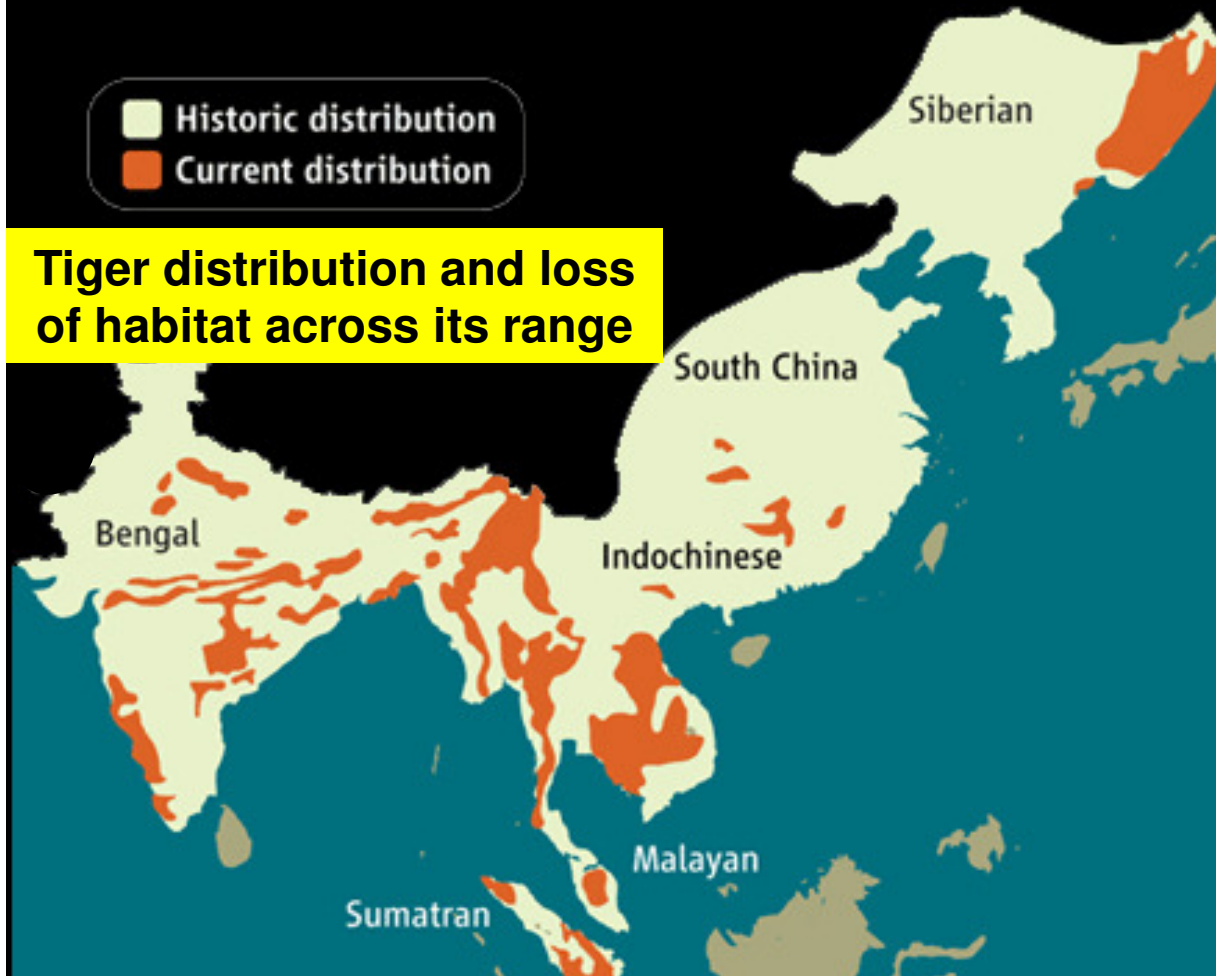 Historic distribution
Current distribution
Tiger distribution and loss
of habitat across its range
Siberian
South China
Bengal
Indochinese
Malayan
Sumatran